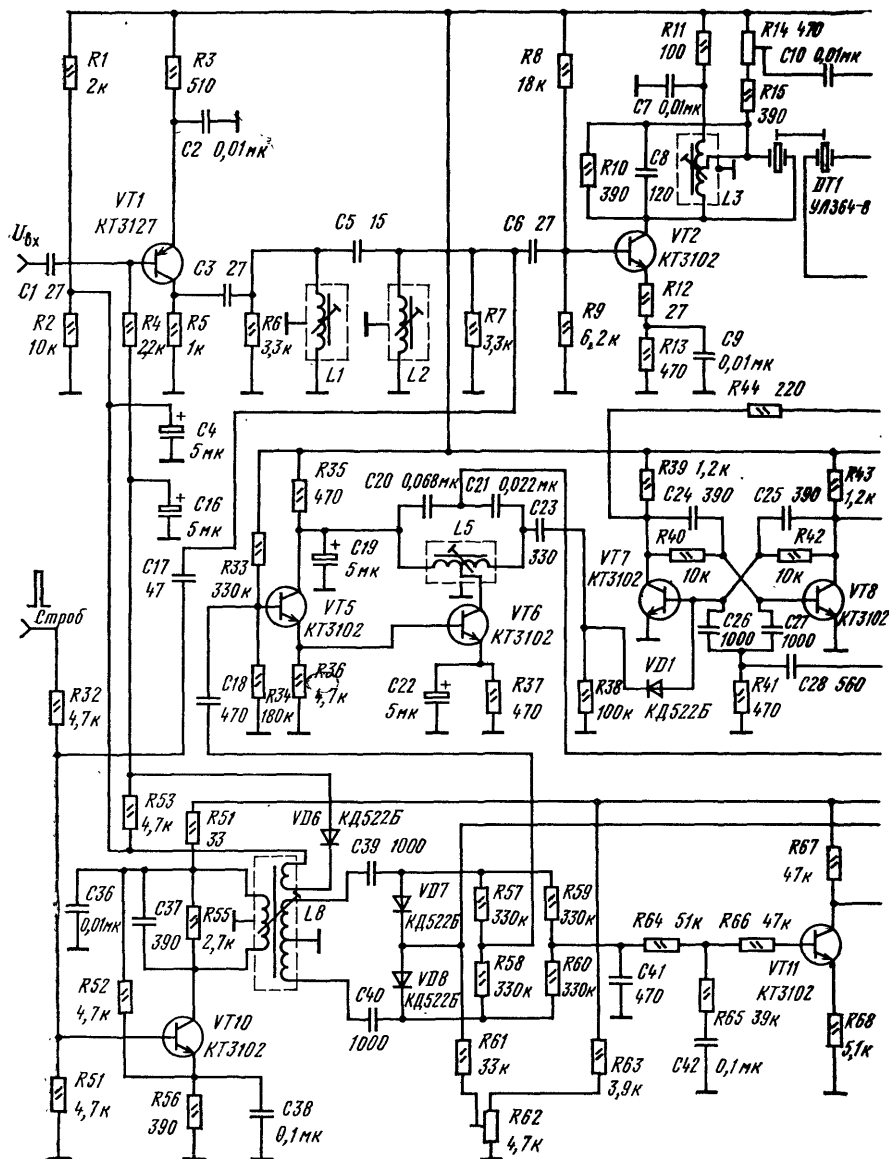 R1
2к
R3
510
C2 0,01мк
VT1
КТ3127
Uвх
C1 27
R2
10к
R4
22к
R5
1к
C3 27
R6
3,3к
C5 15
L1
L2
R7
3,3к
C6 27
R8
18к
R9
6,2к
R10
390
C8
120
C7 0,01мк
R11
100
R14 470
C10 0,01мк
R15
390
L3
ПТ1
УЛЗ64-8
VT2
КТ3102
R12
27
R13
470
C9
0,01мк
R44 220
C4
5мк
C16
5мк
C17
47
Строб
R32
4,7к
R33
330к
R35
470
C19
5мк
C20 0,068мк
C21 0,022мк
L5
C23
330
VT5
КТ3102
VT6
КТ3102
C18
470
R34
180к
R36
4,7к
C22
5мк
R37
470
R38
100к
VD1
КД522Б
R39 1,2к
C24 390
C25 390
R43
1,2к
R40
10к
R42
10к
VT7
КТ3102
VT8
КТ3102
C26
1000
C27
1000
R41
470
C28 560
R53
4,7к
R51
33
VD6
КД522Б
C39 1000
L8
C36
0,01мк
C37
390
R55
2,7к
R52
4,7к
VT10
КТ3102
R51
4,7к
R56
390
C38
0,1мк
VD7
КД522Б
VD8
КД522Б
C40
1000
R57
330к
R58
330к
R59
330к
R60
330к
R61
33к
R62
4,7к
R63
3,9к
C41
470
R64 51к
R66 47к
R65 39к
C42 0,1мк
R67
47к
VT11
КТ3102
R68
5,1к